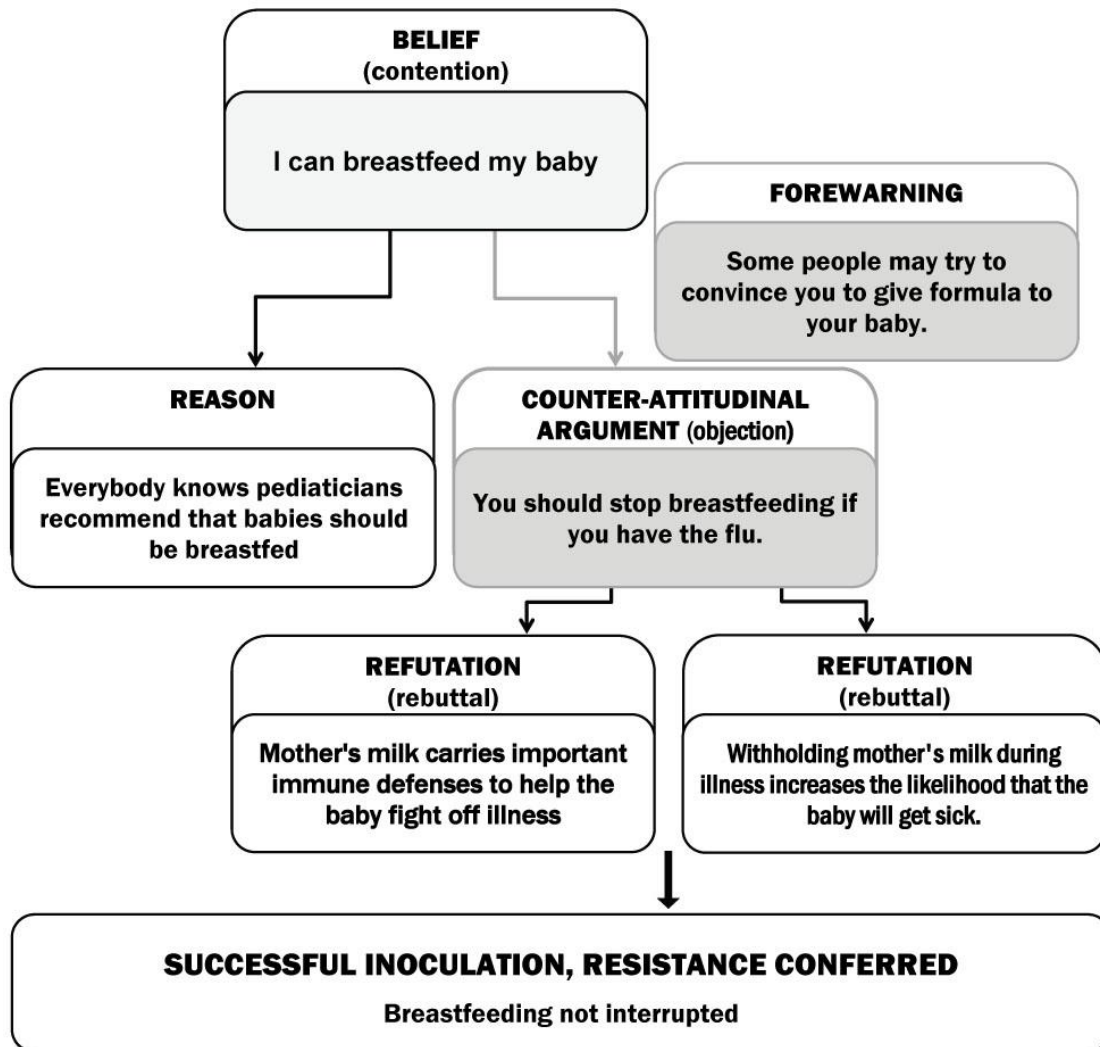 BELIEF
(contention)
I can breastfeed my baby
FOREWARNING
Some people may try to
convince you to give formula to
your baby.
REASON
Everybody knows pediaticians
recommend that babies should
be breastfed
COUNTER-ATTITUDINAL
ARGUMENT (objection)
You should stop breastfeeding if
you have the flu.
REFUTATION
(rebuttal)
Mother's milk carries important
immune defenses to help the
baby fight off illness
REFUTATION
(rebuttal)
Withholding mother's milk during
illness increases the likelihood that the
baby will get sick.
SUCCESSFUL INOCULATION, RESISTANCE CONFERRED
Breastfeeding not interrupted